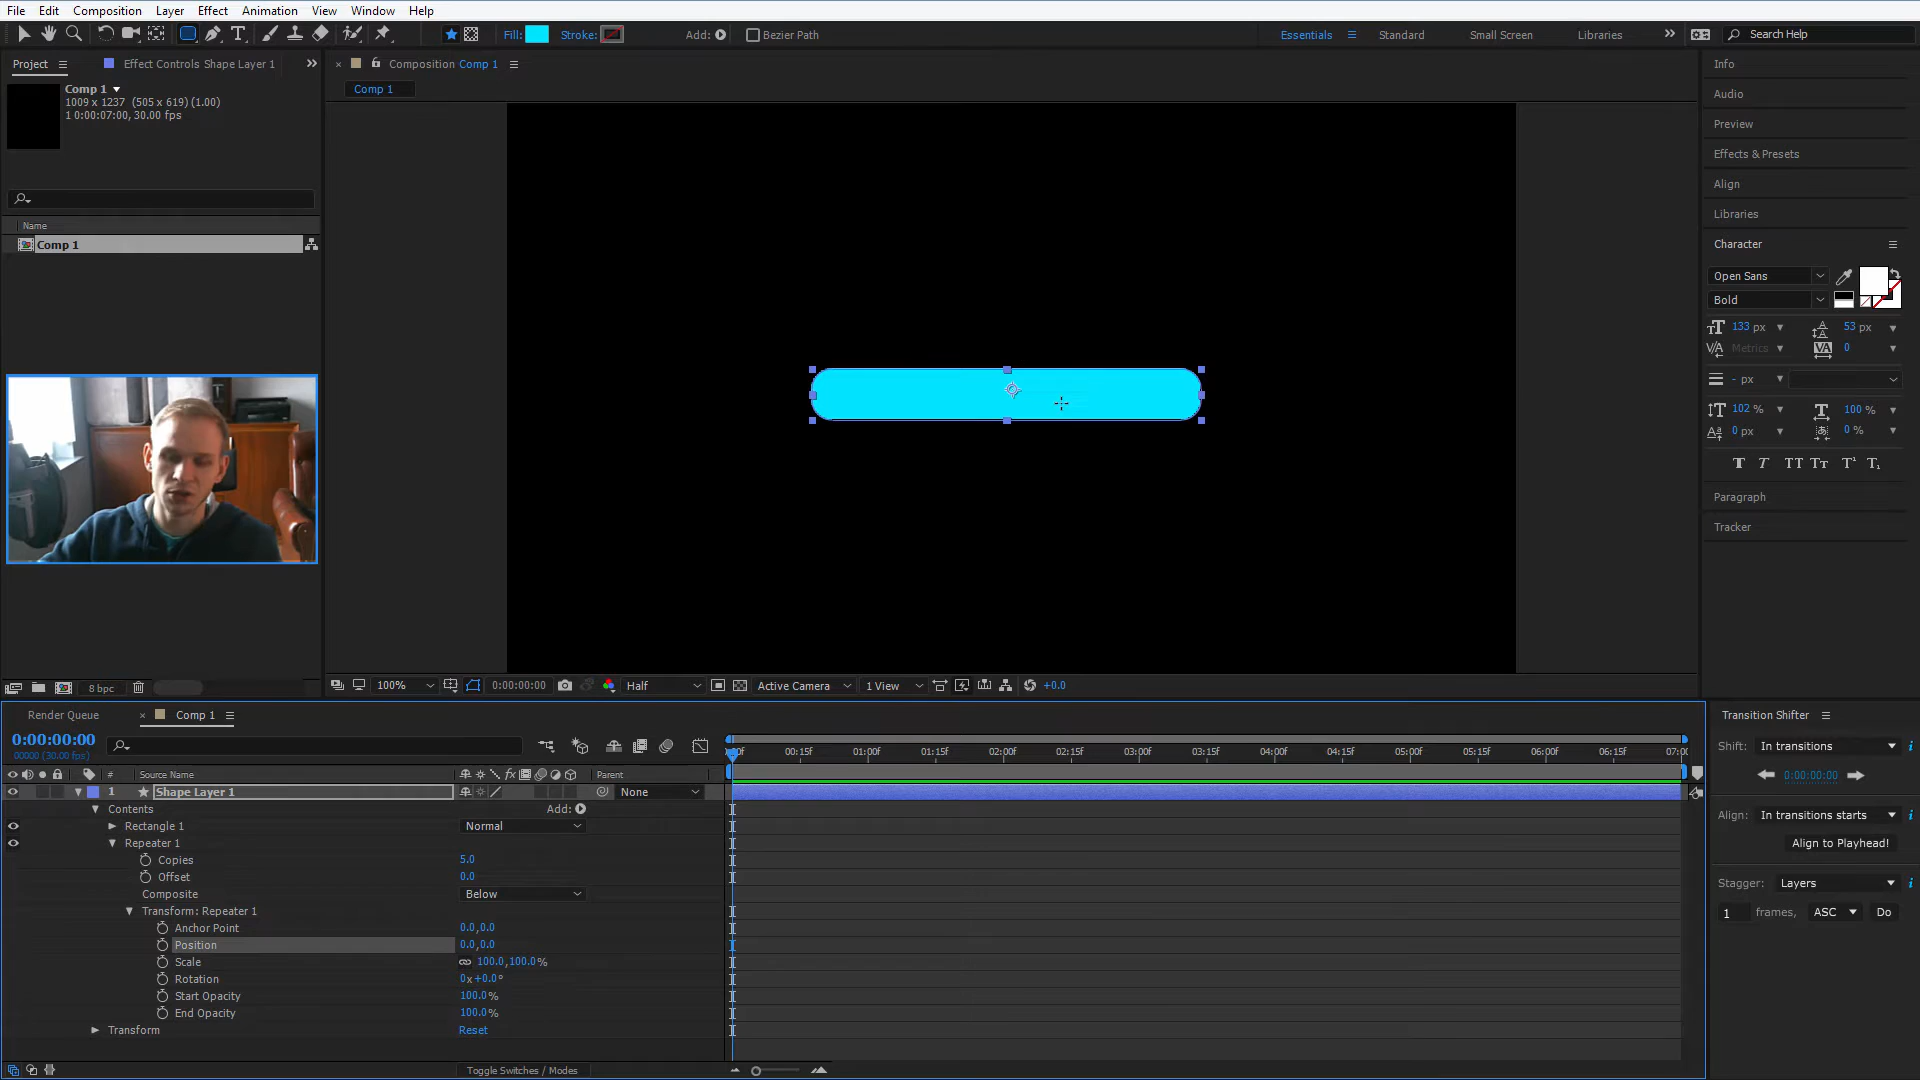 File Edit Composition Layer Effect Animation View Window Help
Fill: Stroke: Add: Bezier Path Essentials Standard Small Screen Libraries Search Help
Project Effect Controls Shape Layer 1
Composition Comp 1
Comp 1
1009 x 1237 (505 x 619) (1.00)
1 0:00:07:00, 30.00 fps
Name
Comp 1
8 bpc
Comp 1
100% 0:00:00:00 Half Active Camera 1 View +0.0
Info
Audio
Preview
Effects & Presets
Align
Libraries
Character
Open Sans
Bold
133 px 53 px
Metrics 0
- px
102 % 100 %
0 px 0 %
T T TT TT T¹ T₁
Paragraph
Tracker
Render Queue Comp 1
0:00:00:00
00000 (30.00 fps)
# Source Name Parent
1 Shape Layer 1 None
Contents Add:
Rectangle 1 Normal
Repeater 1
Copies 5.0
Offset 0.0
Composite Below
Transform: Repeater 1
Anchor Point 0.0,0.0
Position 0.0,0.0
Scale 100.0,100.0%
Rotation 0x+0.0°
Start Opacity 100.0%
End Opacity 100.0%
Transform Reset
Toggle Switches / Modes
00:15f 01:00f 01:15f 02:00f 02:15f 03:00f 03:15f 04:00f 04:15f 05:00f 05:15f 06:00f 06:15f
Transition Shifter
Shift: In transitions
0:00:00:00
Align: In transitions starts
Align to Playhead!
Stagger: Layers
1 frames, ASC Do